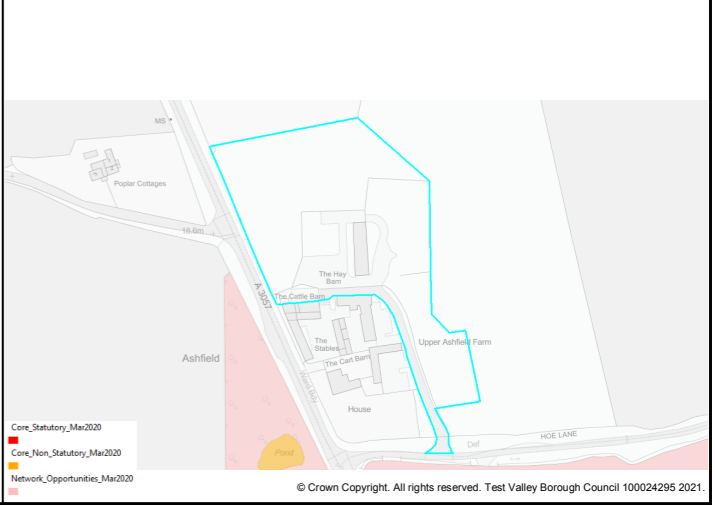 MS
Poplar Cottages
18.6m
A 3057
The Hay
Barn
The Cattle Barn
The
Stables
The Cart Barn
Upper Ashfield Farm
Ashfield
Ward Bdy
House
HOE LANE
Def
Pond
Core_Statutory_Mar2020
Core_Non_Statutory_Mar2020
Network_Opportunities_Mar2020
© Crown Copyright. All rights reserved. Test Valley Borough Council 100024295 2021.